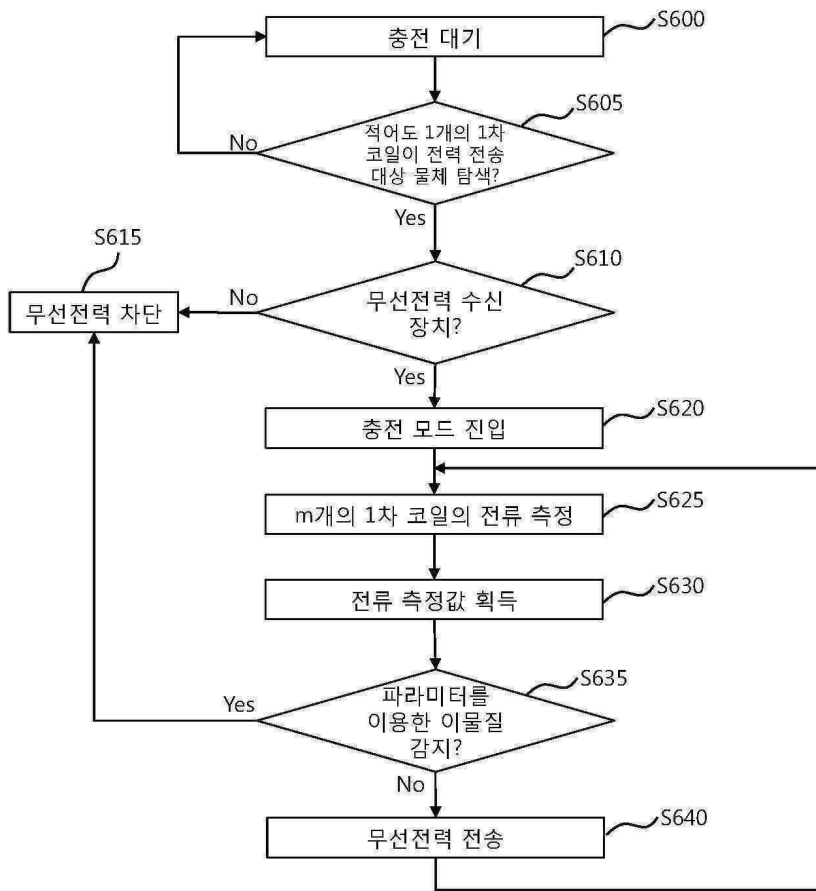 S600
충전 대기
S605
적어도 1개의 1차
코일이 전력 전송
대상 물체 탐색?
No
Yes
S615
S610
무선전력 차단
No
무선전력 수신
장치?
Yes
S620
충전 모드 진입
S625
m개의 1차 코일의 전류 측정
S630
전류 측정값 획득
S635
Yes
파라미터를
이용한 이물질
감지?
No
S640
무선전력 전송